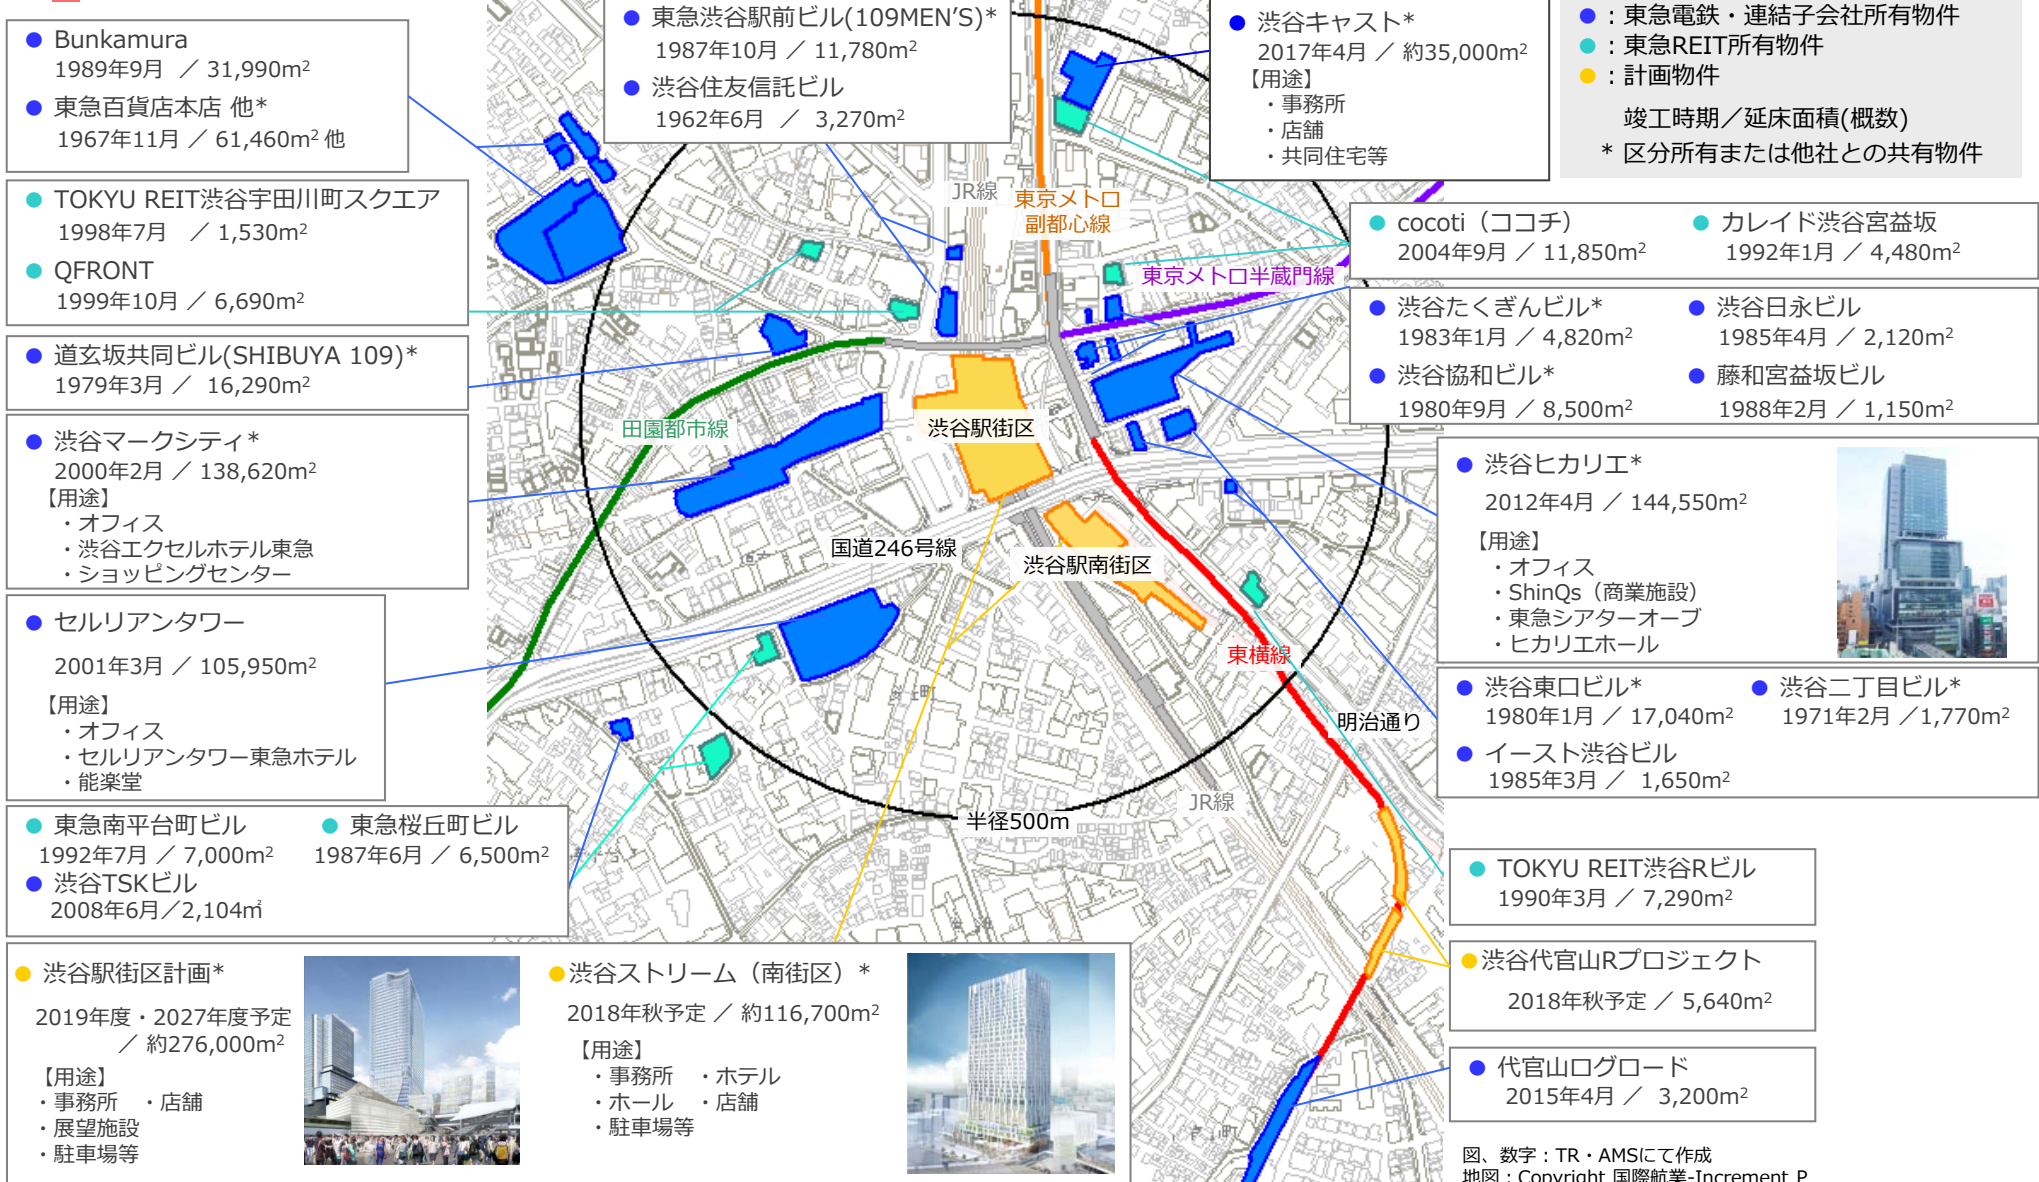 ● Bunkamura
1989年9月 ／ 31,990m²
● 東急百貨店本店 他*
1967年11月 ／ 61,460m² 他
● 東急渋谷駅前ビル(109MEN'S)*
1987年10月 ／ 11,780m²
● 渋谷住友信託ビル
1962年6月 ／ 3,270m²
● 渋谷キャスト*
2017年4月 ／ 約35,000m²
【用途】
・事務所
・店舗
・共同住宅等
●：東急電鉄・連結子会社所有物件
●：東急REIT所有物件
●：計画物件
竣工時期／延床面積(概数)
* 区分所有または他社との共有物件
● TOKYU REIT渋谷宇田川町スクエア
1998年7月 ／ 1,530m²
● QFRONT
1999年10月 ／ 6,690m²
● 道玄坂共同ビル(SHIBUYA 109)*
1979年3月 ／ 16,290m²
● 渋谷マークシティ*
2000年2月 ／ 138,620m²
【用途】
・オフィス
・渋谷エクセルホテル東急
・ショッピングセンター
● セルリアンタワー
2001年3月 ／ 105,950m²
【用途】
・オフィス
・セルリアンタワー東急ホテル
・能楽堂
● 東急南平台町ビル
1992年7月 ／ 7,000m²
● 東急桜丘町ビル
1987年6月 ／ 6,500m²
● 渋谷TSKビル
2008年6月／2,104㎡
JR線
東京メトロ
副都心線
東京メトロ半蔵門線
田園都市線
渋谷駅街区
国道246号線
渋谷駅南街区
東横線
明治通り
JR線
半径500m
● cocoti（ココチ）
2004年9月 ／ 11,850m²
● カレイド渋谷宮益坂
1992年1月 ／ 4,480m²
● 渋谷たくぎんビル*
1983年1月 ／ 4,820m²
● 渋谷日永ビル
1985年4月 ／ 2,120m²
● 渋谷協和ビル*
1980年9月 ／ 8,500m²
● 藤和宮益坂ビル
1988年2月 ／ 1,150m²
● 渋谷ヒカリエ*
2012年4月 ／ 144,550m²
【用途】
・オフィス
・ShinQs（商業施設）
・東急シアターオーブ
・ヒカリエホール
● 渋谷東口ビル*
1980年1月 ／ 17,040m²
● 渋谷二丁目ビル*
1971年2月 ／1,770m²
● イースト渋谷ビル
1985年3月 ／ 1,650m²
● TOKYU REIT渋谷Rビル
1990年3月 ／ 7,290m²
● 渋谷代官山Rプロジェクト
2018年秋予定 ／ 5,640m²
● 代官山ログロード
2015年4月 ／ 3,200m²
● 渋谷駅街区計画*
2019年度・2027年度予定
／ 約276,000m²
【用途】
・事務所 ・店舗
・展望施設
・駐車場等
● 渋谷ストリーム（南街区）*
2018年秋予定 ／ 約116,700m²
【用途】
・事務所 ・ホテル
・ホール ・店舗
・駐車場等
図、数字：TR・AMSにて作成
地図：Copyright 国際航業-Increment P